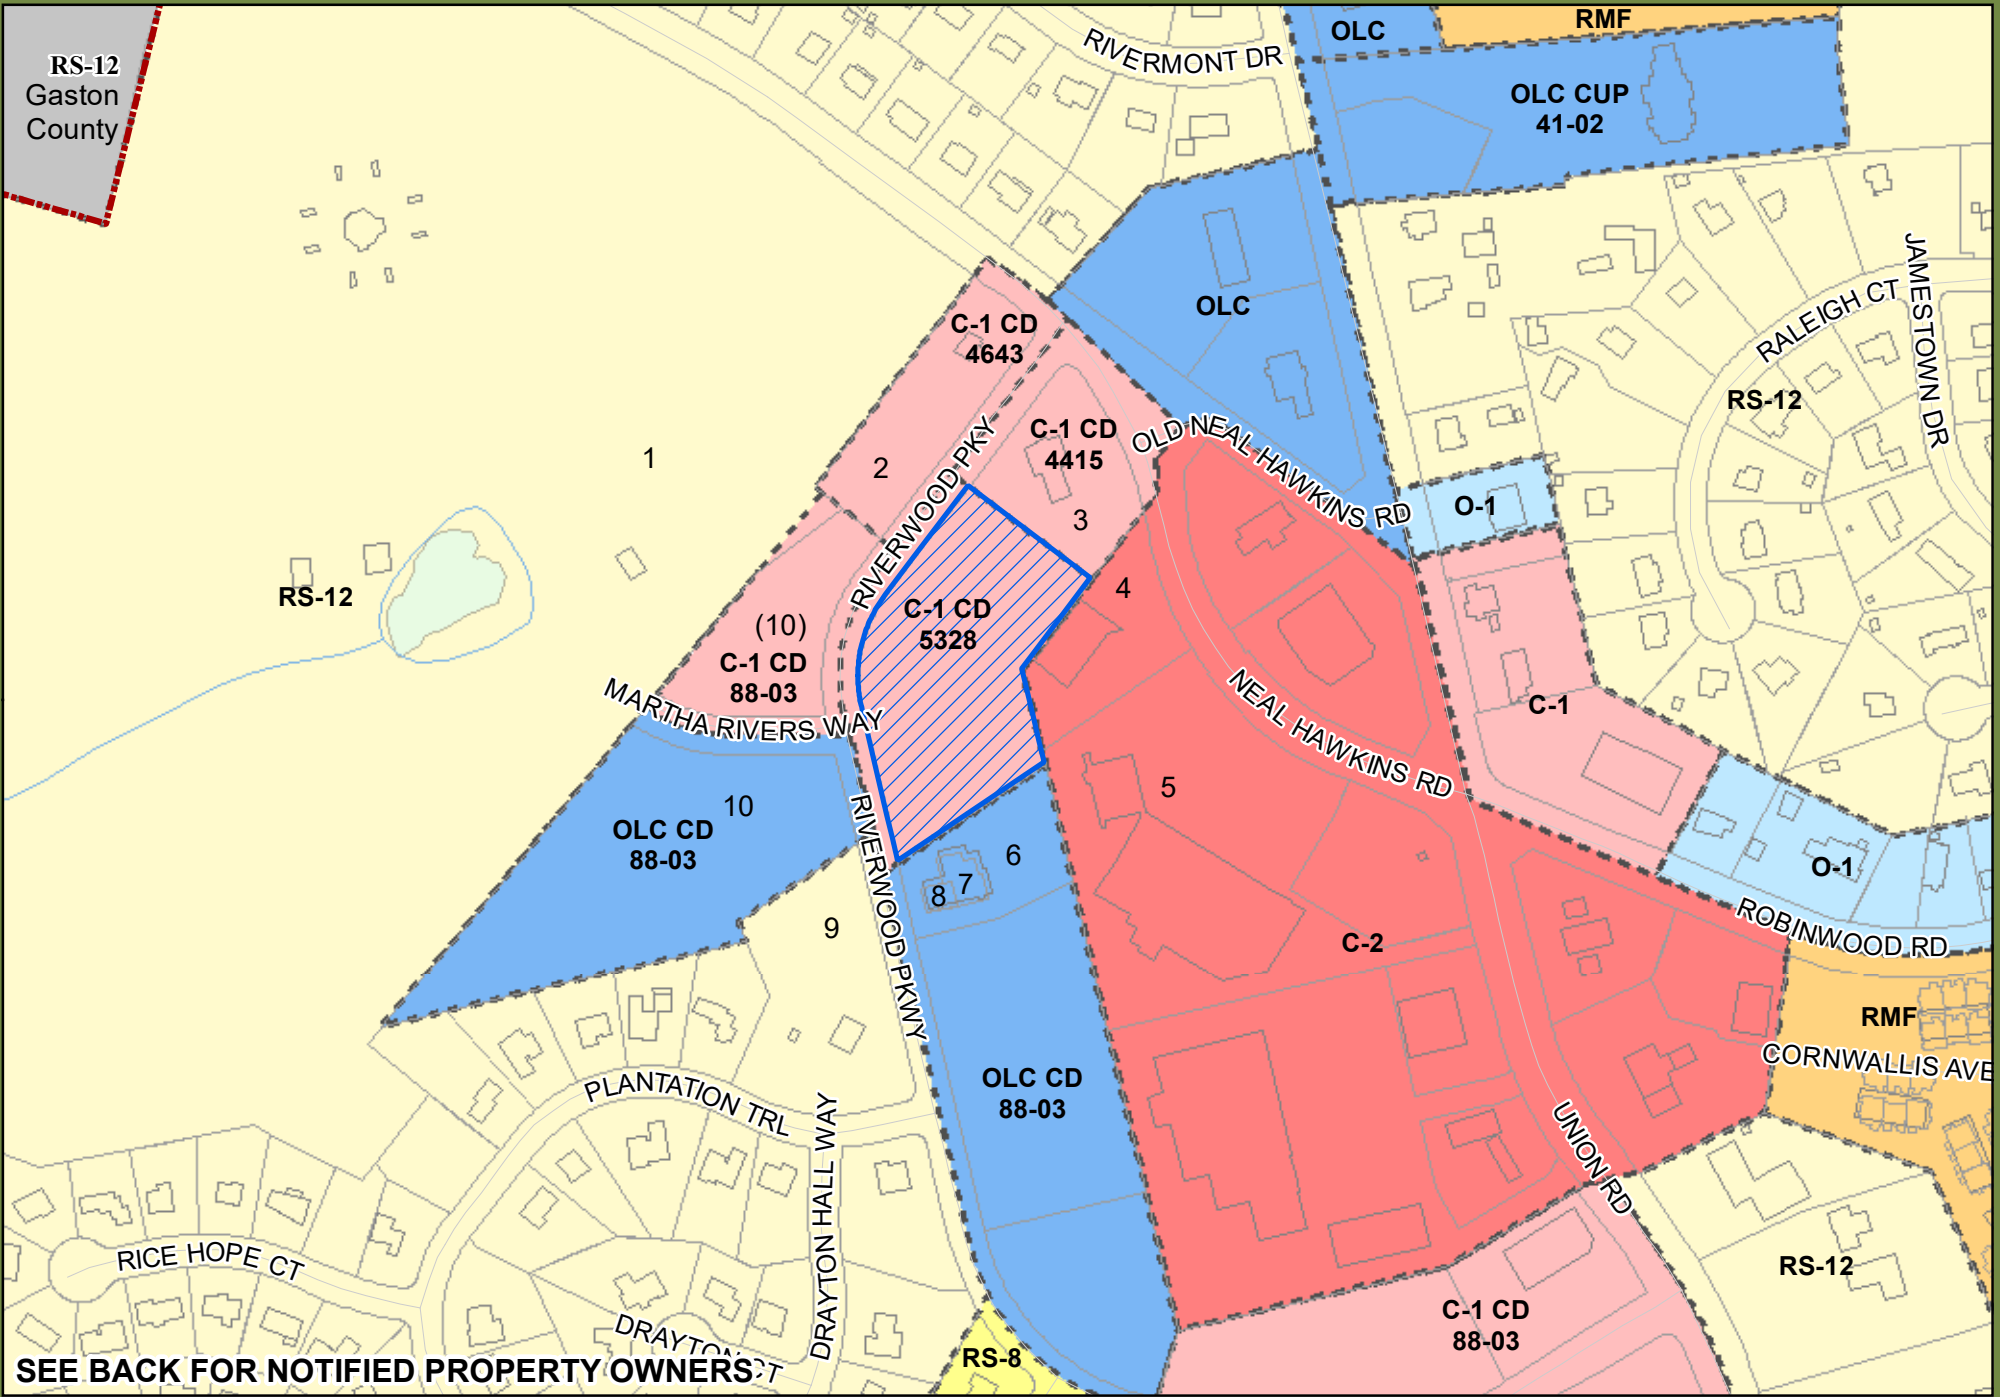 RS-12
Gaston
County
RIVERMONT DR
OLC
RMF
OLC CUP
41-02
OLC
C-1 CD
4643
C-1 CD
4415
RALEIGH CT
JAMESTOWN DR
RS-12
1
2
3
RIVERWOOD PKY
OLD NEAL HAWKINS RD
O-1
RS-12
C-1 CD
5328
4
(10)
C-1 CD
88-03
MARTHA RIVERS WAY
NEAL HAWKINS RD
C-1
10
OLC CD
88-03
RIVERWOOD PKWY
5
6
7
8
9
O-1
ROBINWOOD RD
C-2
RMF
CORNWALLIS AVE
OLC CD
88-03
PLANTATION TRL
DRAYTON HALL WAY
UNION RD
RICE HOPE CT
RS-12
C-1 CD
88-03
DRAYTON CT
RS-8
SEE BACK FOR NOTIFIED PROPERTY OWNERS